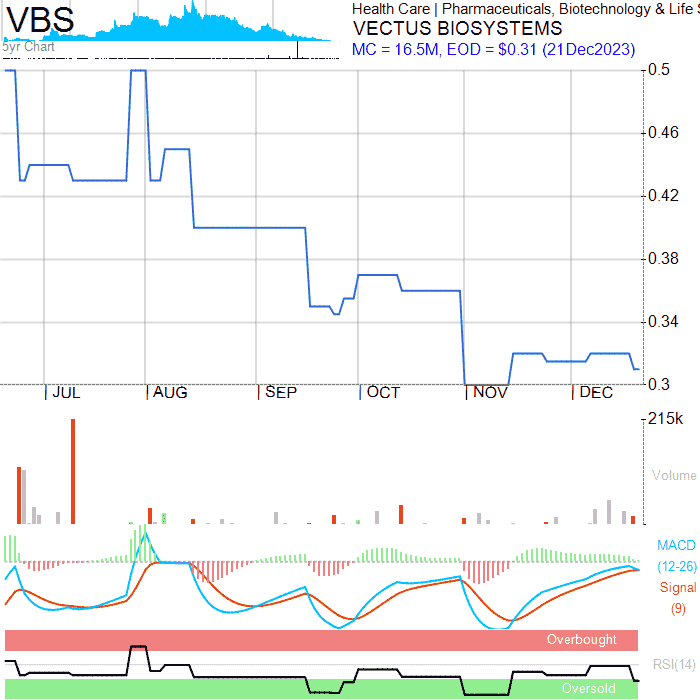 VBS
5yr Chart
Health Care | Pharmaceuticals, Biotechnology & Life S
VECTUS BIOSYSTEMS
MC = 16.5M, EOD = $0.31 (21Dec2023)
0.5
0.46
0.42
0.38
0.34
0.3
JUL AUG SEP OCT NOV DEC
215k
Volume
MACD
(12-26)
Signal
(9)
Overbought
RSI(14)
Oversold